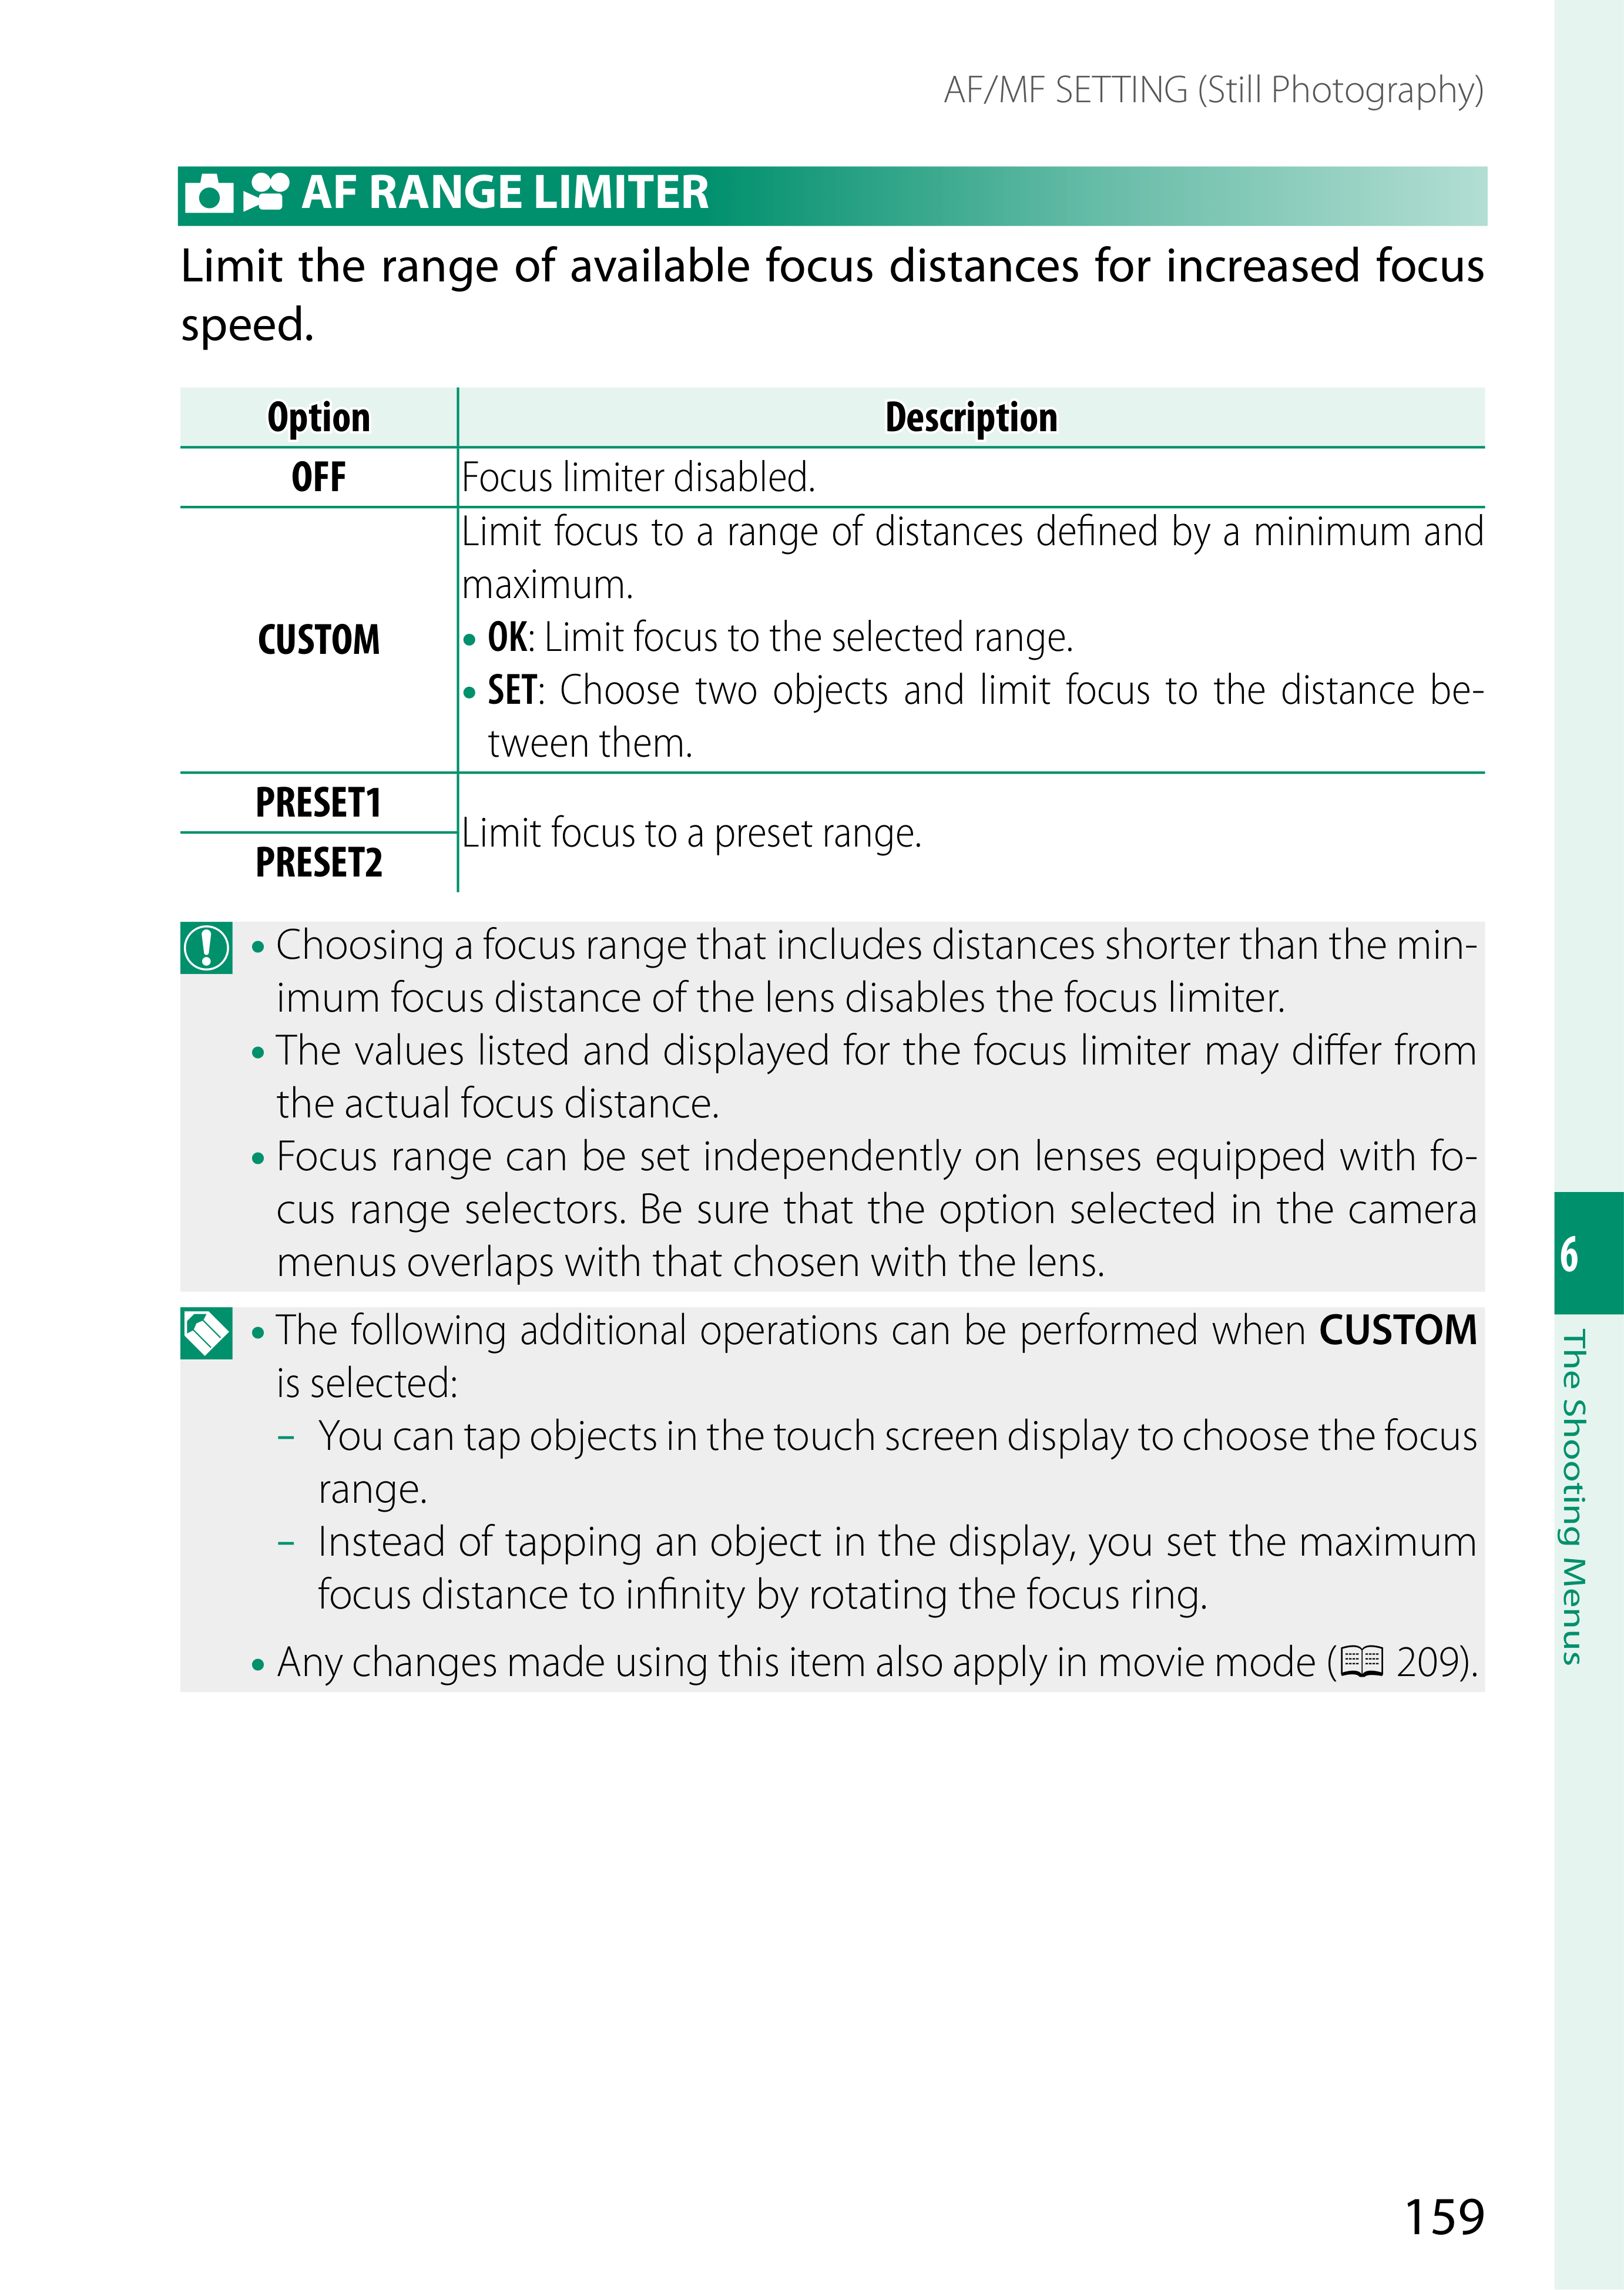 AF/MF SETTING (Still Photography)
AF RANGE LIMITER
Limit the range of available focus distances for increased focus
speed.
Option
Description
OFF
Focus limiter disabled.
CUSTOM
Limit focus to a range of distances defined by a minimum and
maximum.
• OK: Limit focus to the selected range.
• SET: Choose two objects and limit focus to the distance be-
tween them.
PRESET1
PRESET2
Limit focus to a preset range.
• Choosing a focus range that includes distances shorter than the min-
imum focus distance of the lens disables the focus limiter.
• The values listed and displayed for the focus limiter may differ from
the actual focus distance.
• Focus range can be set independently on lenses equipped with fo-
cus range selectors. Be sure that the option selected in the camera
menus overlaps with that chosen with the lens.
• The following additional operations can be performed when CUSTOM
is selected:
– You can tap objects in the touch screen display to choose the focus
range.
– Instead of tapping an object in the display, you set the maximum
focus distance to infinity by rotating the focus ring.
• Any changes made using this item also apply in movie mode (📖 209).
6
The Shooting Menus
159